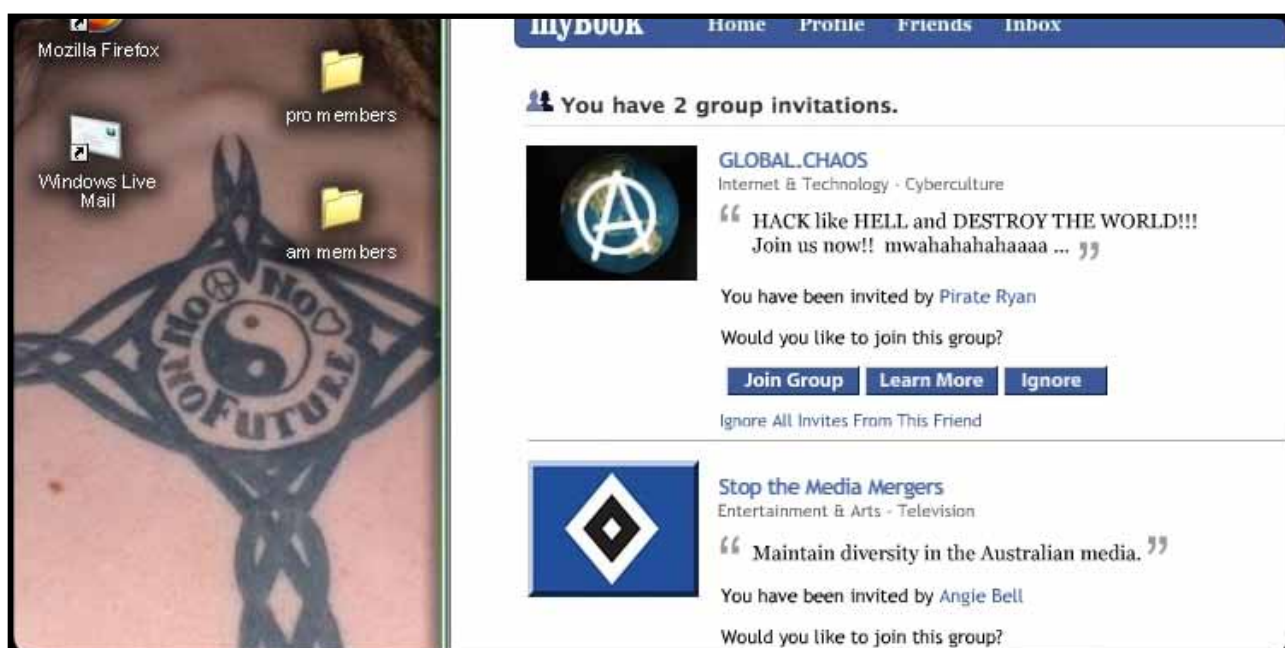 Mozilla Firefox
pro members
Windows Live
Mail
am members
No No
NO FUTURE
myBook Home Profile Friends Inbox
You have 2 group invitations.
GLOBAL.CHAOS
Internet & Technology - Cyberculture
“ HACK like HELL and DESTROY THE WORLD!!!
Join us now!! mwahahahahaaaa ... ”
You have been invited by Pirate Ryan
Would you like to join this group?
Join Group Learn More Ignore
Ignore All Invites From This Friend
Stop the Media Mergers
Entertainment & Arts - Television
“ Maintain diversity in the Australian media. ”
You have been invited by Angie Bell
Would you like to join this group?